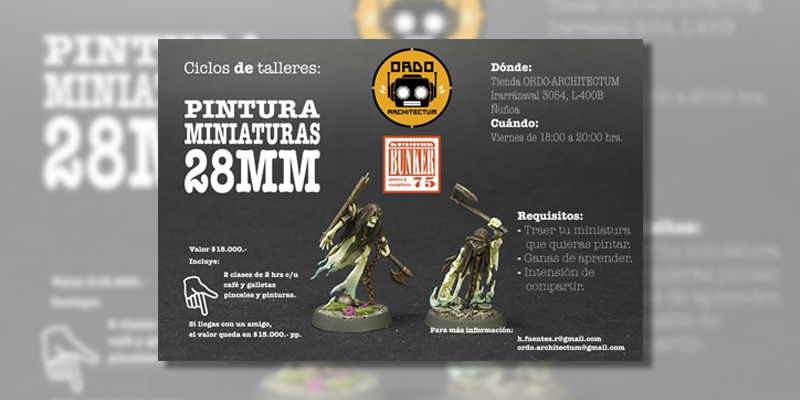 Ciclos de talleres:
PINTURA
MINIATURAS
28MM
ORDO
ARCHITECTUM
BUNKER
pintura &
modelismo 75
Dónde:
Tienda ORDO-ARCHITECTUM
Irarrázaval 3054, L-400B
Ñuñoa
Cuándo:
Viernes de 18:00 a 20:00 hrs.
Requisitos:
- Traer tu miniatura
que quieras pintar.
- Ganas de aprender.
- Intensión de
compartir.
Valor $18.000.-
Incluye:
2 clases de 2 hrs c/u
café y galletas
pinceles y pinturas.
Si llegas con un amigo,
el valor queda en $15.000.- pp.
Para más información:
h.fuentes.r@gmail.com
ordo.architectum@gmail.com